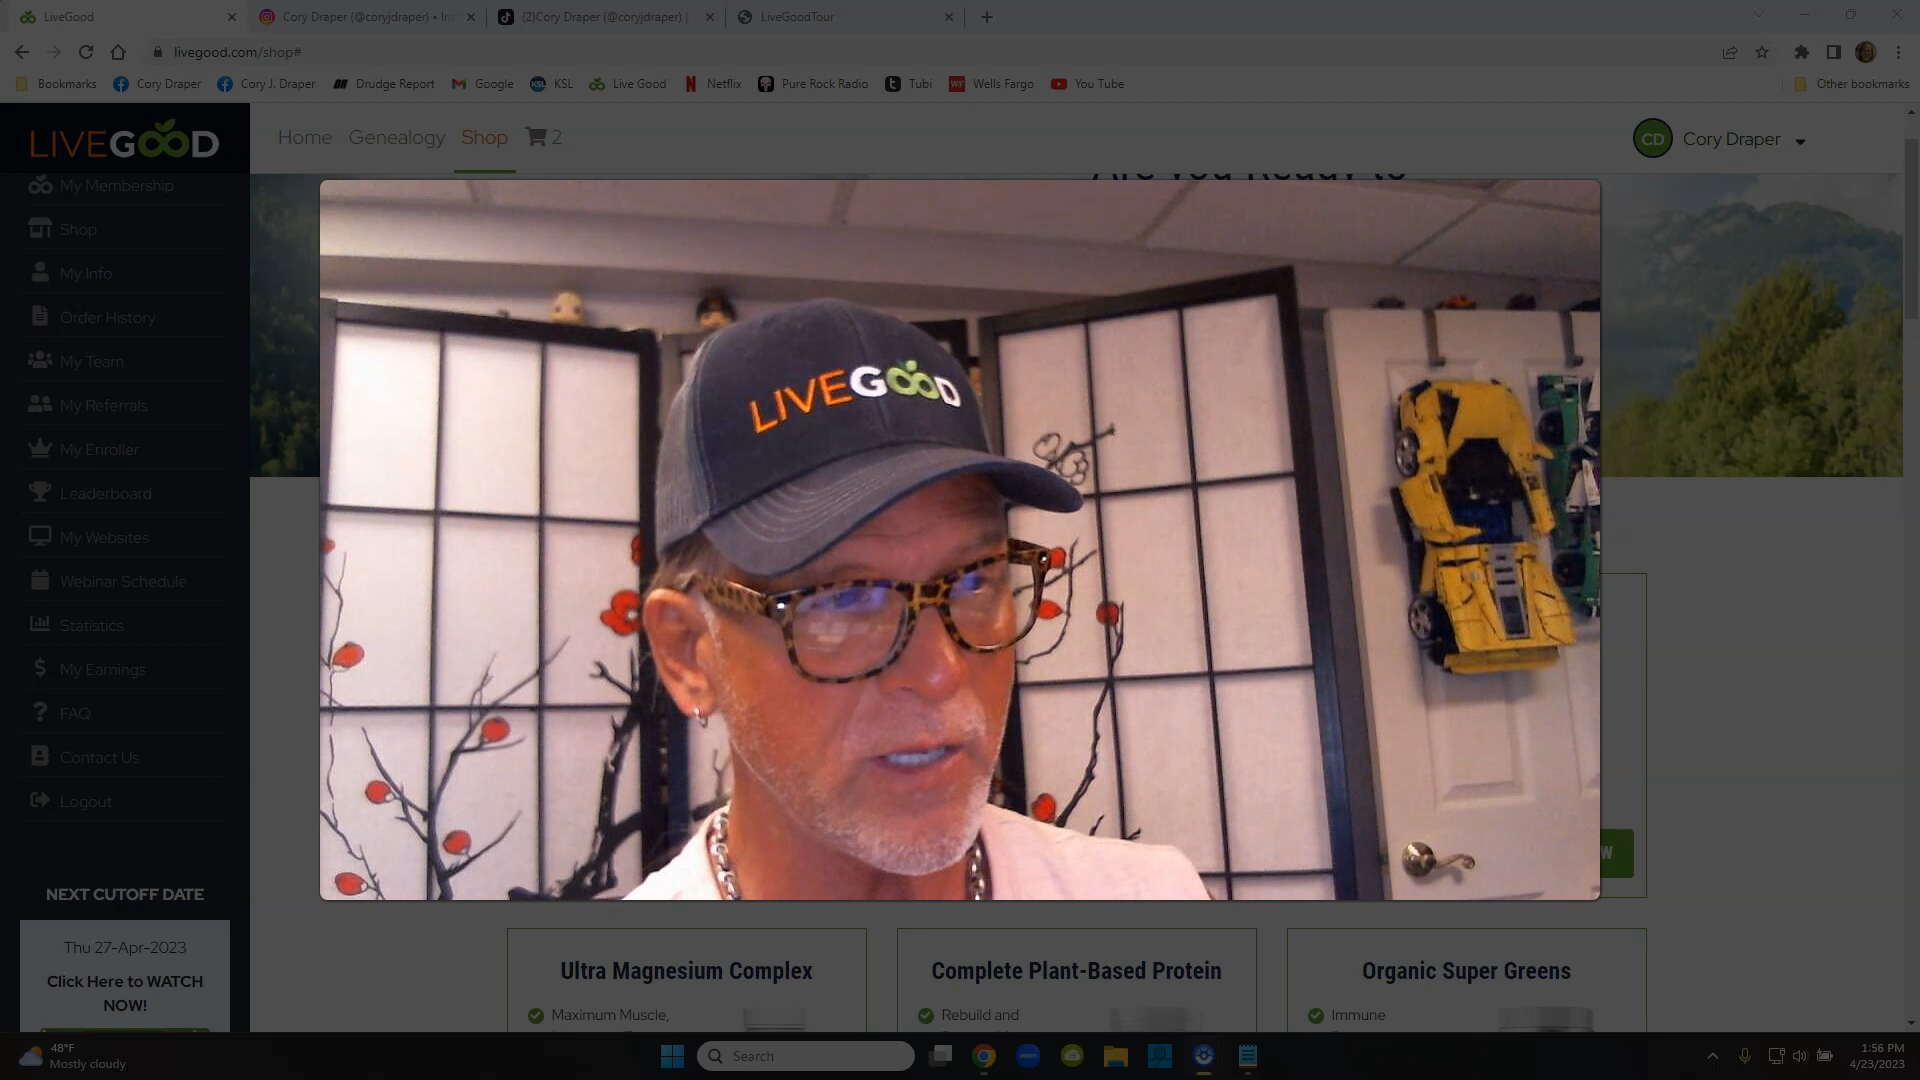 LiveGood
Cory Draper (@coryjdraper) • Ins
(2)Cory Draper (@coryjdraper) |
LiveGoodTour
livegood.com/shop#
Bookmarks
Cory Draper
Cory J. Draper
Drudge Report
Google
KSL
Live Good
Netflix
Pure Rock Radio
Tubi
Wells Fargo
You Tube
Other bookmarks
LIVEGOOD
Home
Genealogy
Shop
2
CD
Cory Draper
Are You Ready to
My Membership
Shop
My Info
Order History
My Team
My Referrals
My Enroller
Leaderboard
My Websites
Webinar Schedule
Statistics
My Earnings
FAQ
Contact Us
Logout
NEXT CUTOFF DATE
Thu 27-Apr-2023
Click Here to WATCH
NOW!
LIVEGOOD
W
Ultra Magnesium Complex
Maximum Muscle,
Complete Plant-Based Protein
Rebuild and
Organic Super Greens
Immune
48°F
Mostly cloudy
Search
1:56 PM
4/23/2023